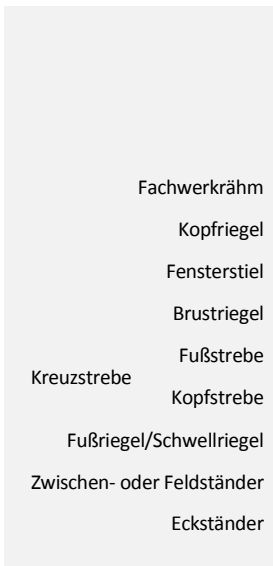 Fachwerkrähm
Kopfriegel
Fensterstiel
Brustriegel
Fußstrebe
Kreuzstrebe
Kopfstrebe
Fußriegel/Schwellriegel
Zwischen- oder Feldständer
Eckständer